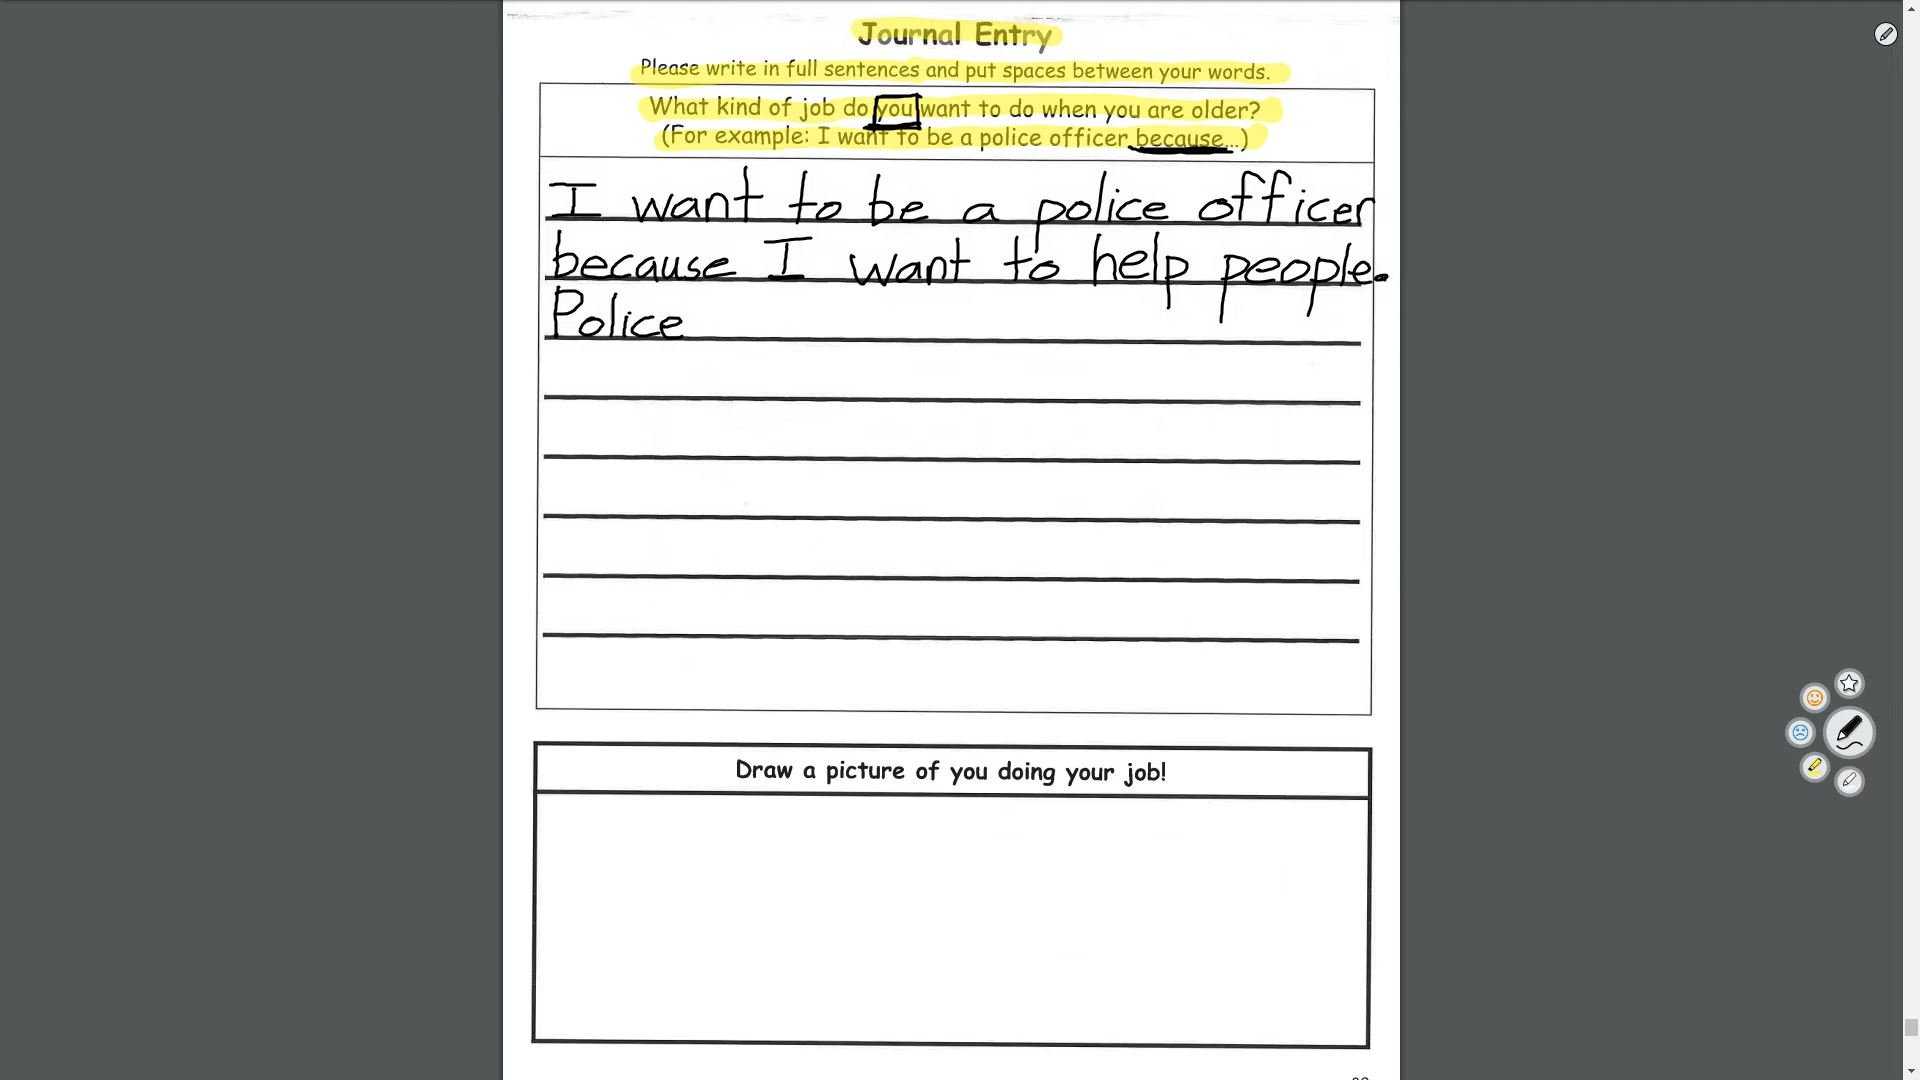 Journal Entry
Please write in full sentences and put spaces between your words.
What kind of job do you want to do when you are older?
(For example: I want to be a police officer because...)
I want to be a police officer
because I want to help people.
Police
Draw a picture of you doing your job!